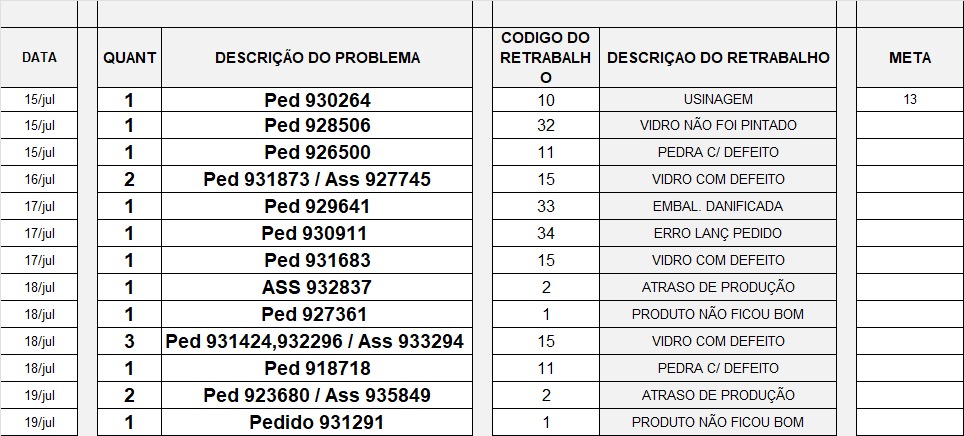 DATA QUANT DESCRIÇÃO DO PROBLEMA CODIGO DO RETRABALHO DESCRIÇAO DO RETRABALHO META
15/jul 1 Ped 930264 10 USINAGEM 13
15/jul 1 Ped 928506 32 VIDRO NÃO FOI PINTADO
15/jul 1 Ped 926500 11 PEDRA C/ DEFEITO
16/jul 2 Ped 931873 / Ass 927745 15 VIDRO COM DEFEITO
17/jul 1 Ped 929641 33 EMBAL. DANIFICADA
17/jul 1 Ped 930911 34 ERRO LANÇ PEDIDO
17/jul 1 Ped 931683 15 VIDRO COM DEFEITO
18/jul 1 ASS 932837 2 ATRASO DE PRODUÇÃO
18/jul 1 Ped 927361 1 PRODUTO NÃO FICOU BOM
18/jul 3 Ped 931424,932296 / Ass 933294 15 VIDRO COM DEFEITO
18/jul 1 Ped 918718 11 PEDRA C/ DEFEITO
19/jul 2 Ped 923680 / Ass 935849 2 ATRASO DE PRODUÇÃO
19/jul 1 Pedido 931291 1 PRODUTO NÃO FICOU BOM